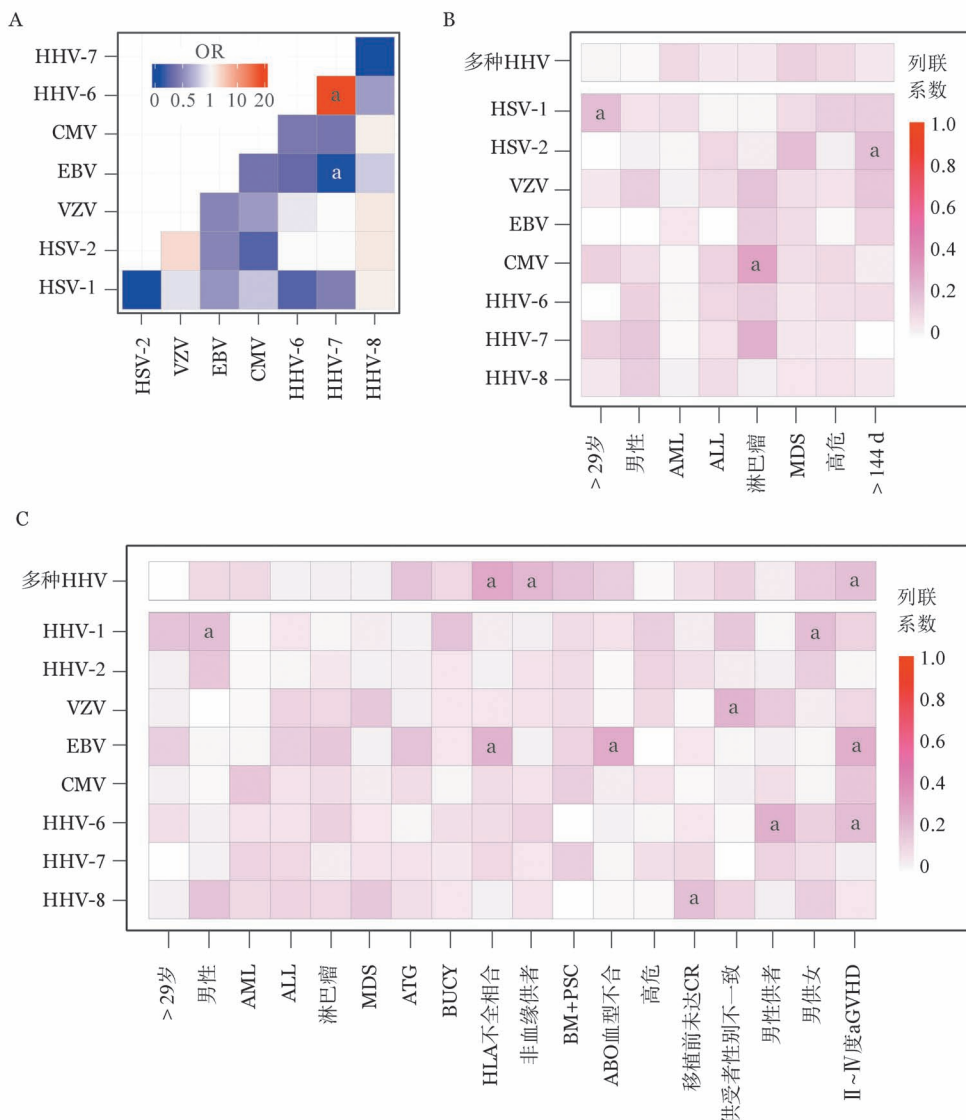 A
OR
0 0.5 1 10 20
HHV-7
HHV-6
CMV
EBV
VZV
HSV-2
HSV-1
a
a
HSV-2
VZV
EBV
CMV
HHV-6
HHV-7
HHV-8
B
多种HHV
HSV-1
HSV-2
VZV
EBV
CMV
HHV-6
HHV-7
HHV-8
a
a
a
> 29岁
男性
AML
ALL
淋巴瘤
MDS
高危
> 144 d
列联
系数
1.0
0.8
0.6
0.4
0.2
0
C
多种HHV
HHV-1
HHV-2
VZV
EBV
CMV
HHV-6
HHV-7
HHV-8
a a a
a a
a
a a a
a a
a
> 29岁
男性
AML
ALL
淋巴瘤
MDS
ATG
BUCY
HLA不全相合
非血缘供者
BM+PSC
ABO血型不合
高危
移植前未达CR
供受者性别不一致
男性供者
男供女
Ⅱ~Ⅳ度aGVHD
列联
系数
1.0
0.8
0.6
0.4
0.2
0